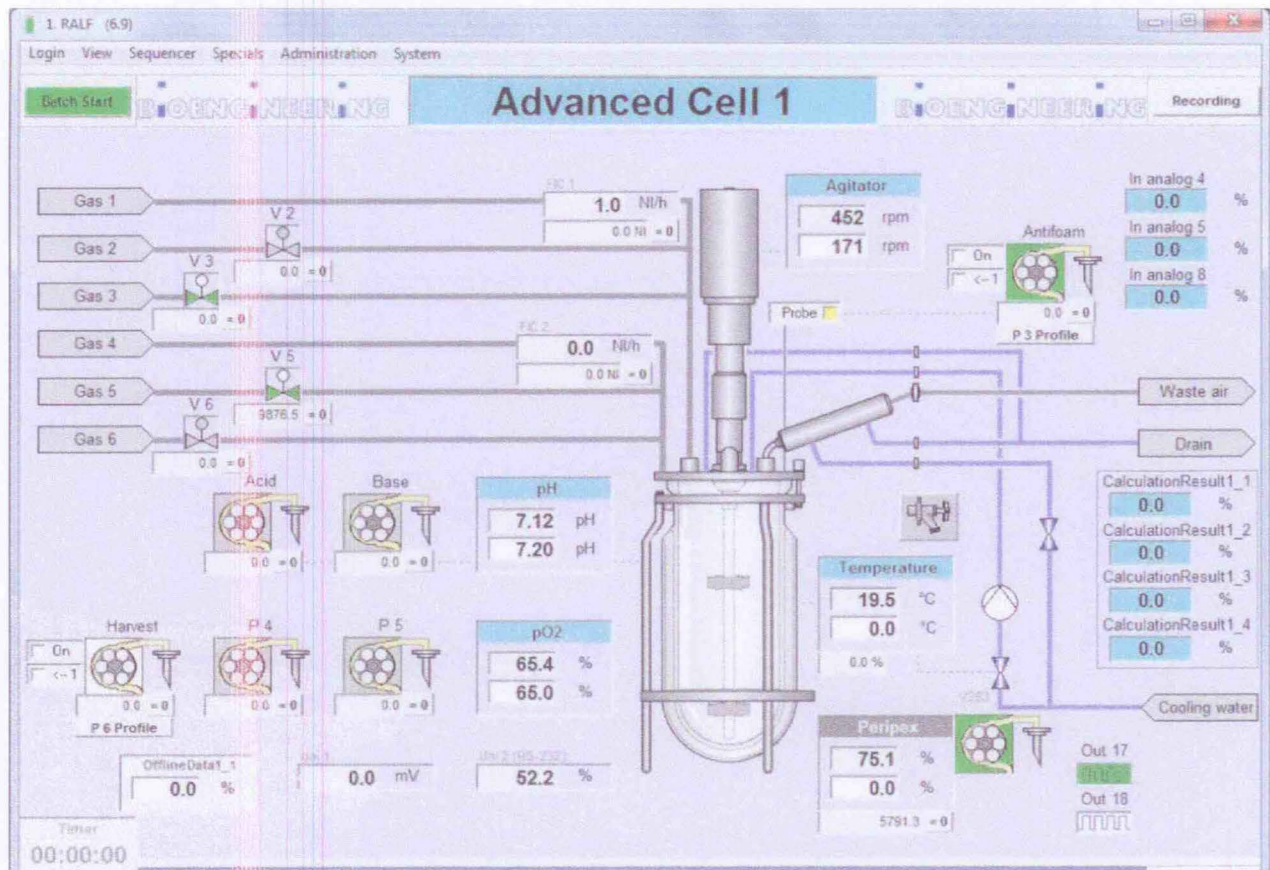 1. RALF (6.9)
Login View Sequencer Specials Administration System
Batch Start
BIOENGINEERING
Advanced Cell 1
BIOENGINEERING
Recording
Gas 1
FIC 1
1.0 Nl/h
0.0 Nl = 0
V 2
Gas 2
0.0 = 0
V 3
Gas 3
0.0 = 0
Gas 4
FIC 2
0.0 Nl/h
0.0 Nl = 0
V 5
Gas 5
9876.5 = 0
V 6
Gas 6
0.0 = 0
Agitator
452 rpm
171 rpm
In analog 4
0.0 %
In analog 5
0.0 %
In analog 8
0.0 %
Antifoam
On
<--1
0.0 = 0
P 3 Profile
Probe
Waste air
Drain
Acid
0.0 = 0
Base
0.0 = 0
pH
7.12 pH
7.20 pH
CalculationResult1_1
0.0 %
CalculationResult1_2
0.0 %
CalculationResult1_3
0.0 %
CalculationResult1_4
0.0 %
Temperature
19.5 °C
0.0 °C
0.0 %
Harvest
On
<--1
0.0 = 0
P 6 Profile
P 4
0.0 = 0
P 5
0.0 = 0
pO2
65.4 %
65.0 %
Cooling water
Peripex
75.1 %
0.0 %
5791.3 = 0
Out 17
Out 18
OfflineData1_1
0.0 %
0.0 mV
52.2 %
Timer
00:00:00